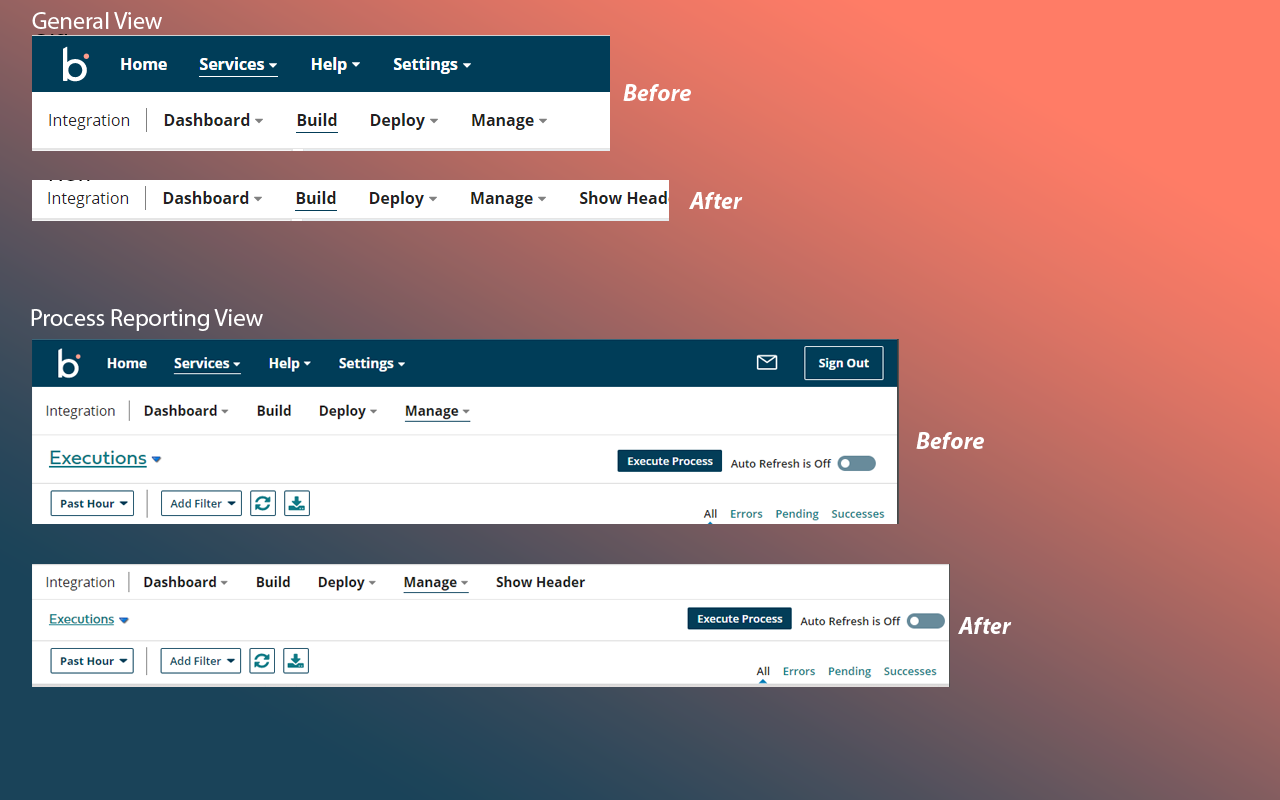 General View
b Home Services Help Settings
Before
Integration Dashboard Build Deploy Manage
Integration Dashboard Build Deploy Manage Show Head
After
Process Reporting View
b Home Services Help Settings Sign Out
Integration Dashboard Build Deploy Manage
Before
Executions Execute Process Auto Refresh is Off
Past Hour Add Filter
All Errors Pending Successes
Integration Dashboard Build Deploy Manage Show Header
Executions Execute Process Auto Refresh is Off
After
Past Hour Add Filter
All Errors Pending Successes